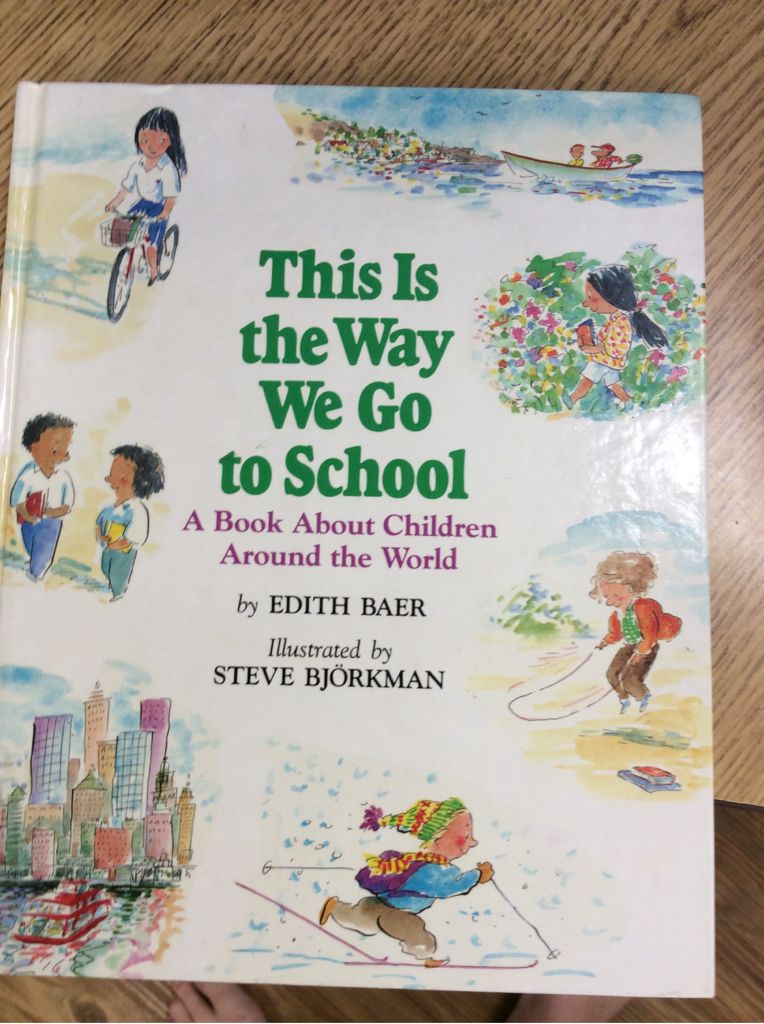 This Is
the Way
We Go
to School
A Book About Children
Around the World
by EDITH BAER
Illustrated by
STEVE BJÖRKMAN